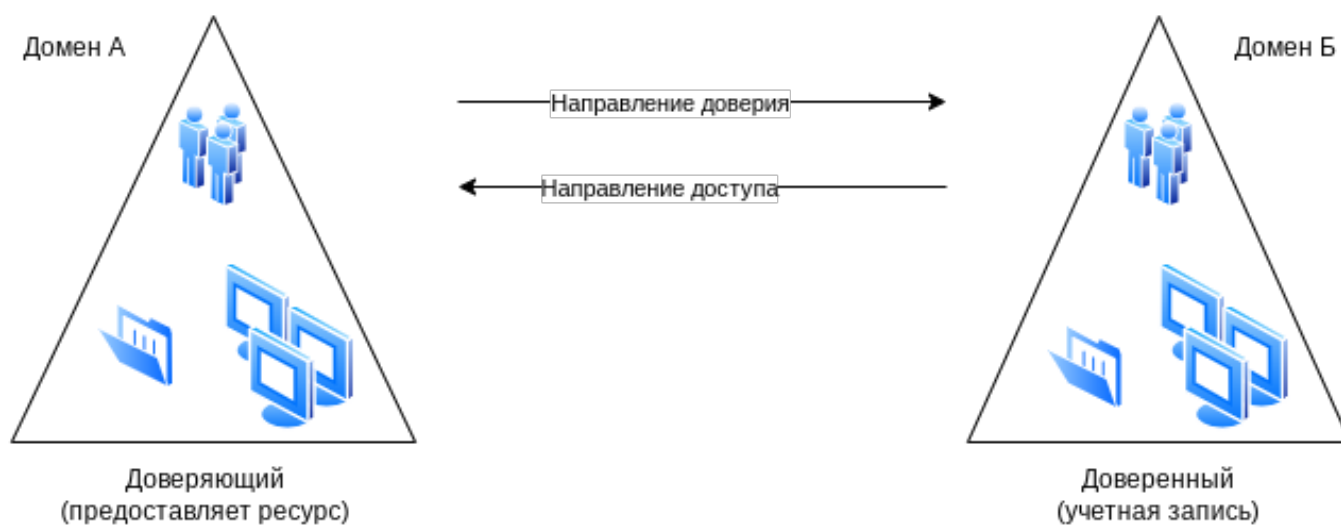 Домен А
Домен Б
Направление доверия
Направление доступа
Доверяющий
(предоставляет ресурс)
Доверенный
(учетная запись)